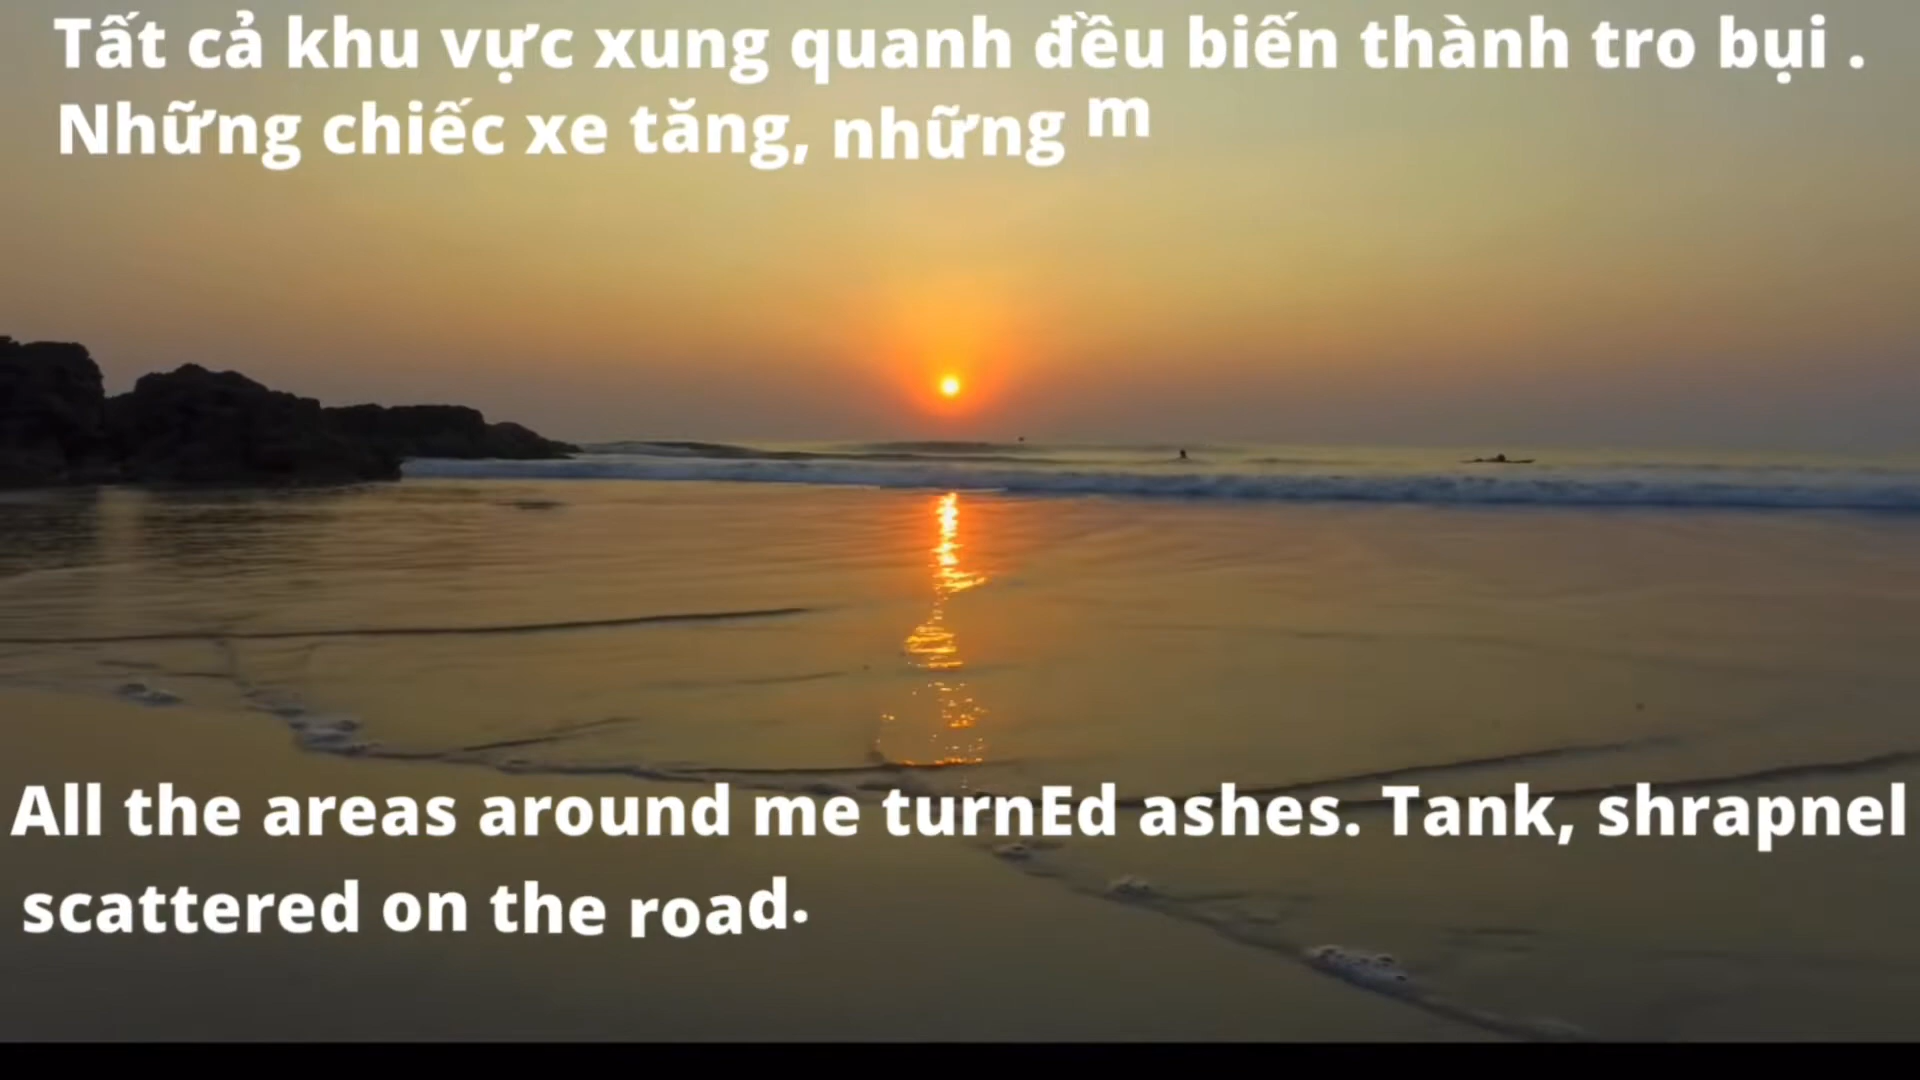 Tất cả khu vực xung quanh đều biến thành tro bụi .
Những chiếc xe tăng, những m
All the areas around me turnEd ashes. Tank, shrapnel
scattered on the road.